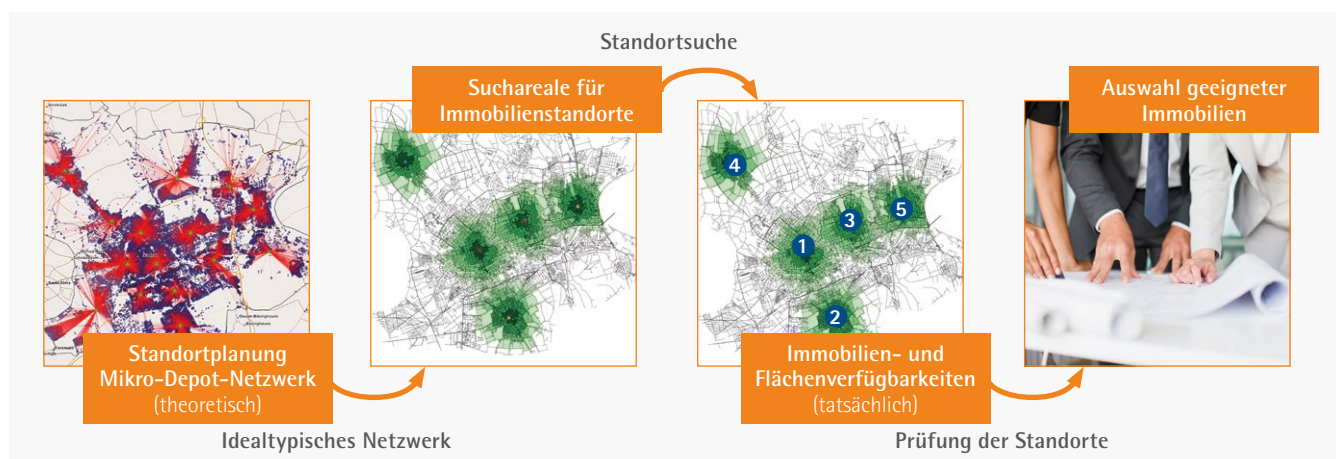 Standortsuche
Suchareale für
Immobilienstandorte
Auswahl geeigneter
Immobilien
4
5
3
1
2
Standortplanung
Mikro-Depot-Netzwerk
(theoretisch)
Immobilien- und
Flächenverfügbarkeiten
(tatsächlich)
Idealtypisches Netzwerk
Prüfung der Standorte